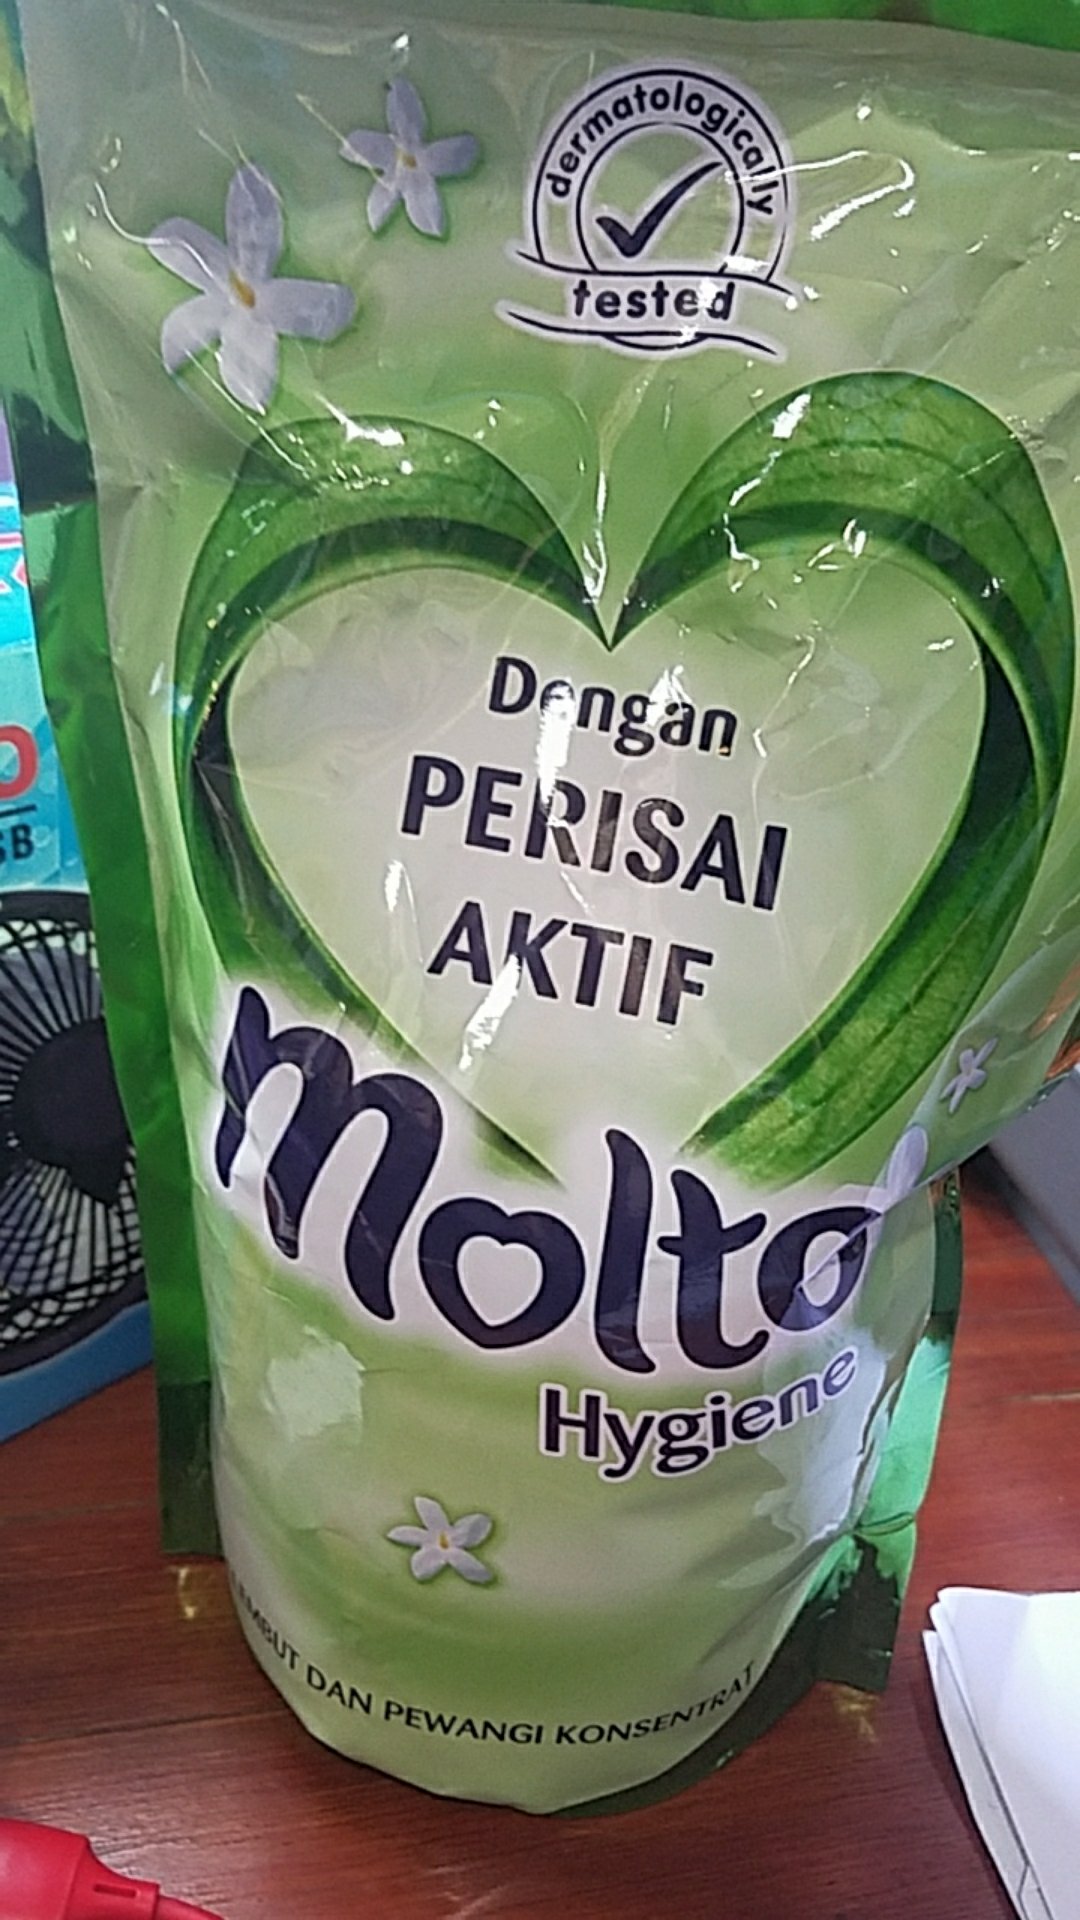 dermatologically
tested
Dengan
PERISAI
AKTIF
molto
Hygiene
DAN PEWANGI KONSENTRAT